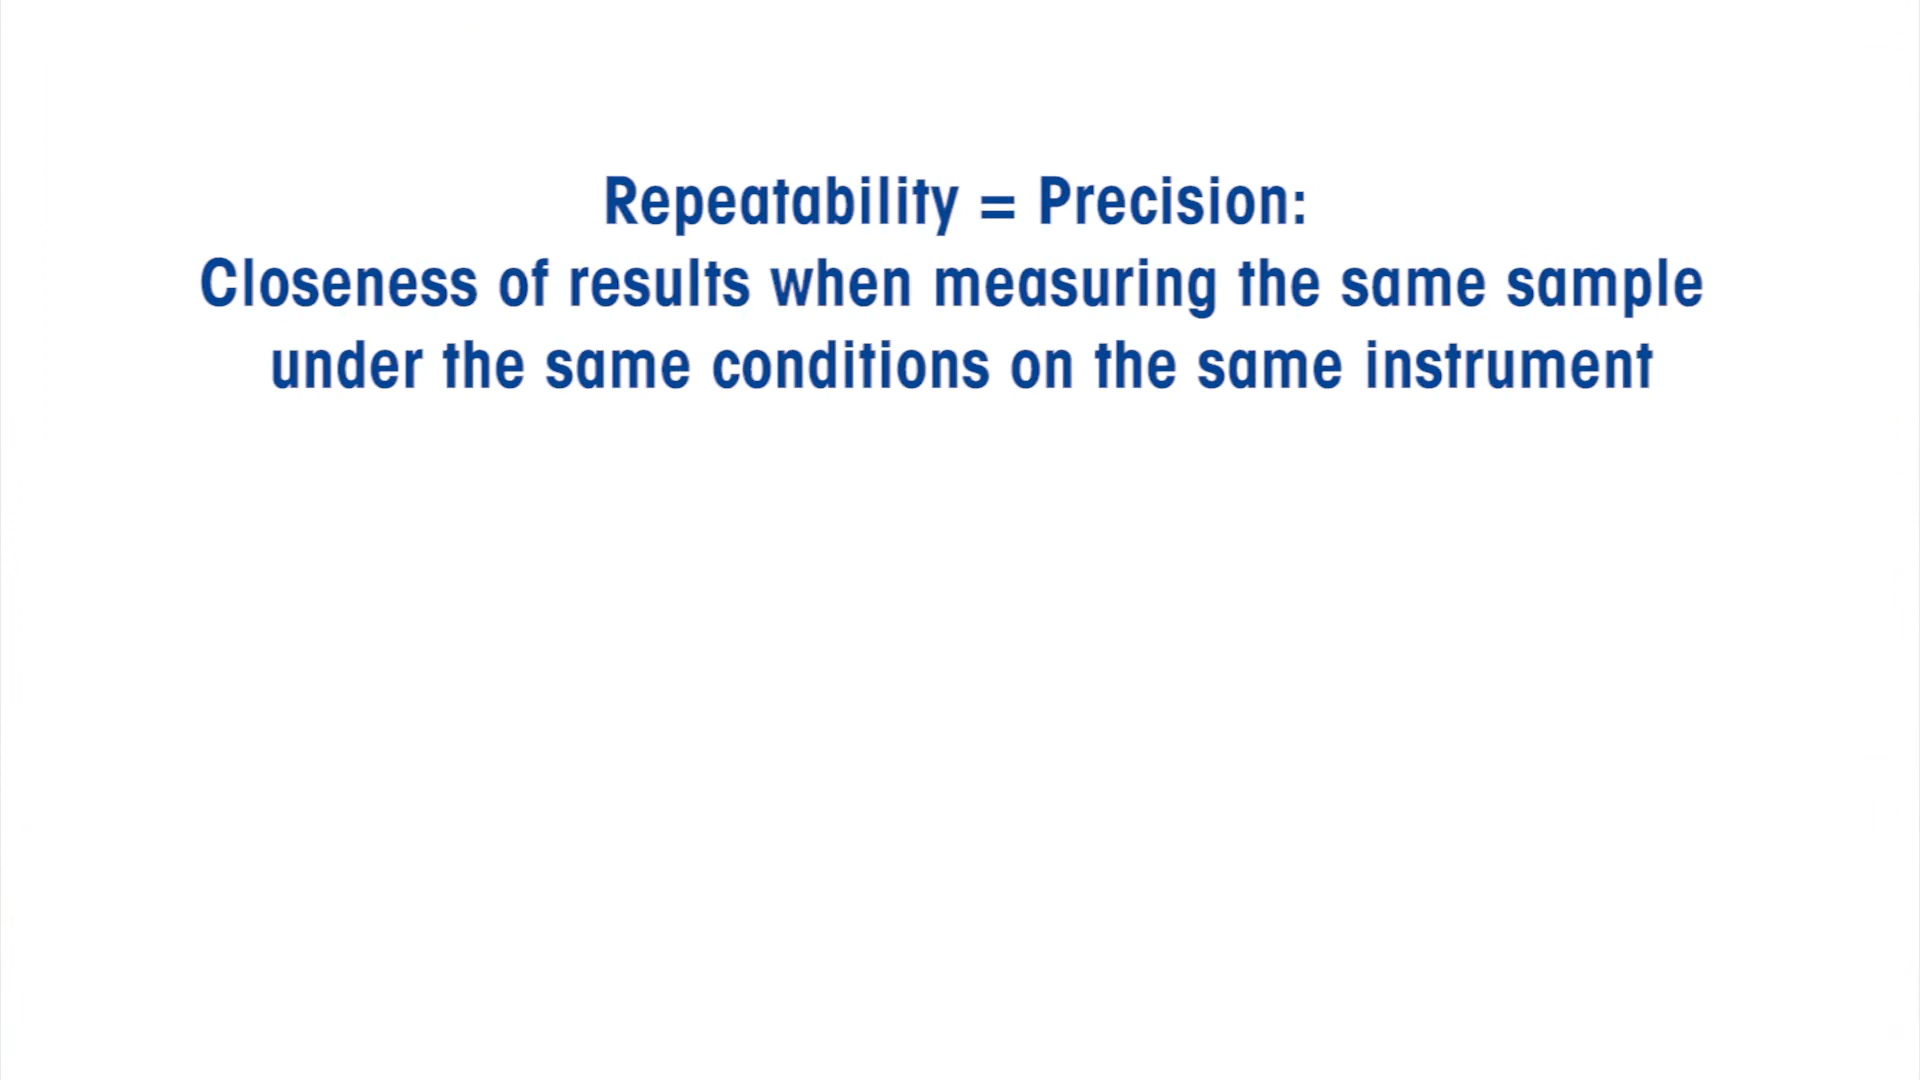 Repeatability = Precision:
Closeness of results when measuring the same sample
under the same conditions on the same instrument